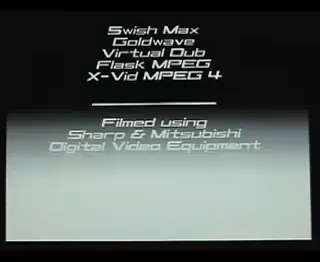 Swish Max
Goldwave
Virtual Dub
Flask MPEG
X-Vid MPEG 4
Filmed using
Sharp & Mitsubishi
Digital Video Equipment